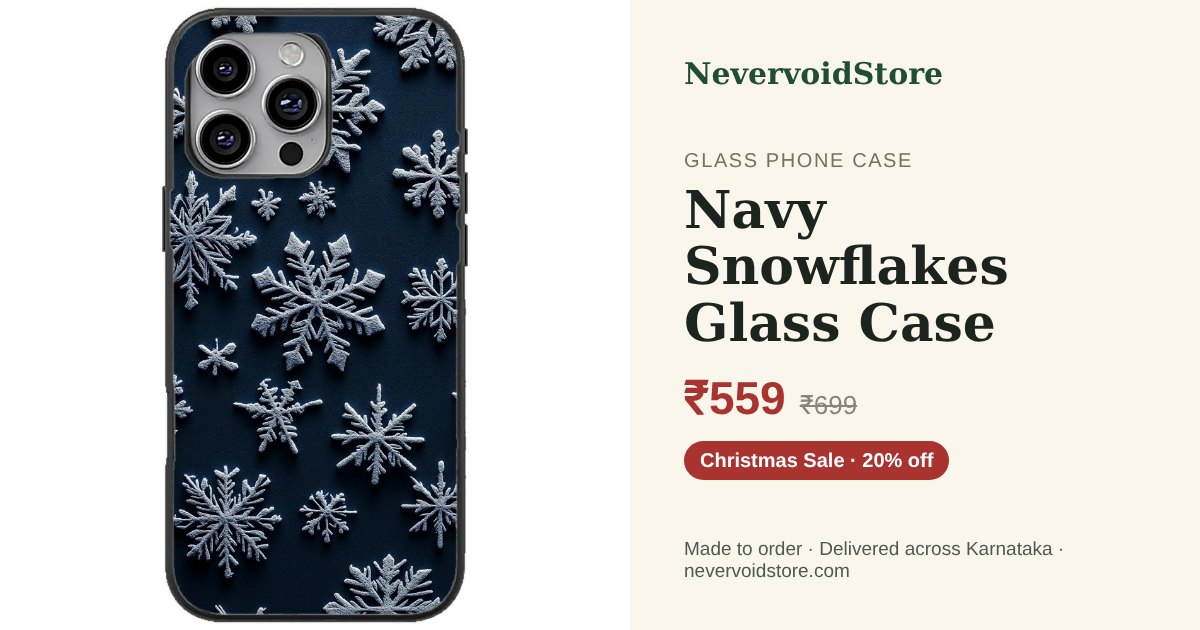 NevervoidStore
GLASS PHONE CASE
Navy
Snowflakes
Glass Case
₹559 ₹699
Christmas Sale · 20% off
Made to order · Delivered across Karnataka ·
nevervoidstore.com